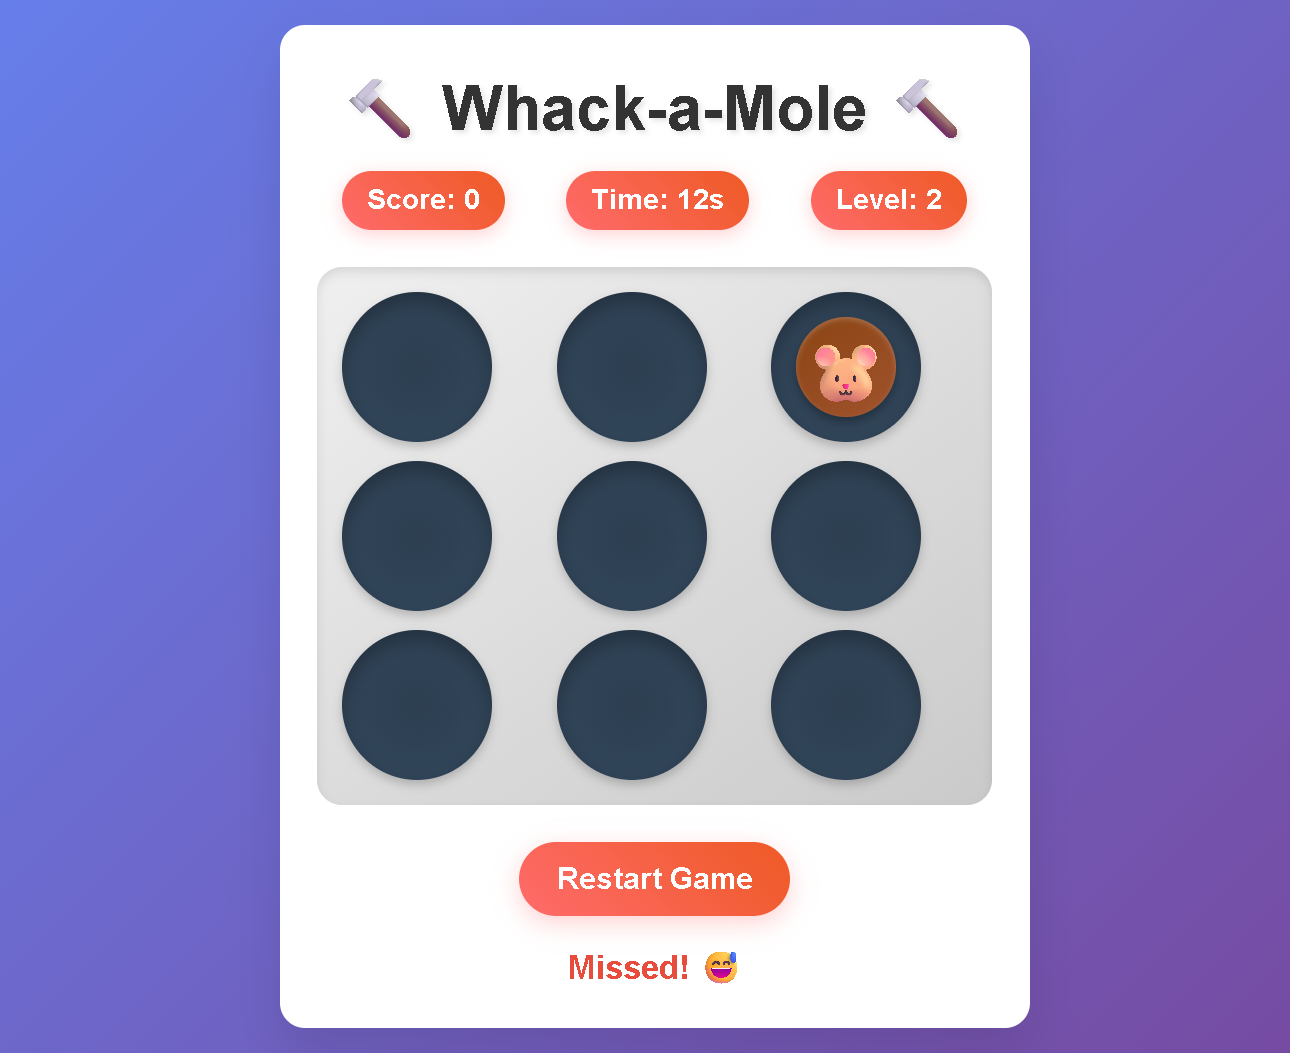 Whack-a-Mole
Score: 0
Time: 12s
Level: 2
Restart Game
Missed!